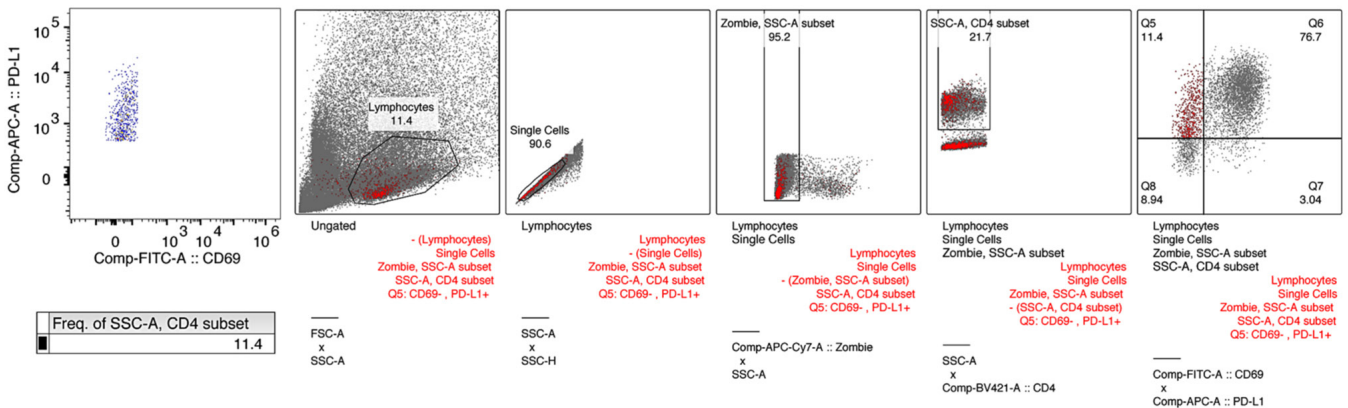 Comp-APC-A :: PD-L1
10^5
10^4
10^3
0
0
10^3
10^4
10^6
Comp-FITC-A :: CD69
Freq. of SSC-A, CD4 subset
11.4
Lymphocytes
11.4
Ungated
- (Lymphocytes)
Single Cells
Zombie, SSC-A subset
SSC-A, CD4 subset
Q5: CD69- , PD-L1+
FSC-A
x
SSC-A
Single Cells
90.6
Lymphocytes
Lymphocytes
- (Single Cells)
Zombie, SSC-A subset
SSC-A, CD4 subset
Q5: CD69- , PD-L1+
SSC-A
x
SSC-H
Zombie, SSC-A subset
95.2
Lymphocytes
Single Cells
Lymphocytes
Single Cells
- (Zombie, SSC-A subset)
SSC-A, CD4 subset
Q5: CD69- , PD-L1+
Comp-APC-Cy7-A :: Zombie
x
SSC-A
SSC-A, CD4 subset
21.7
Lymphocytes
Single Cells
Zombie, SSC-A subset
Lymphocytes
Single Cells
Zombie, SSC-A subset
- (SSC-A, CD4 subset)
Q5: CD69- , PD-L1+
SSC-A
x
Comp-BV421-A :: CD4
Q5
11.4
Q6
76.7
Q8
8.94
Q7
3.04
Lymphocytes
Single Cells
Zombie, SSC-A subset
SSC-A, CD4 subset
Lymphocytes
Single Cells
Zombie, SSC-A subset
SSC-A, CD4 subset
Q5: CD69- , PD-L1+
Comp-FITC-A :: CD69
x
Comp-APC-A :: PD-L1